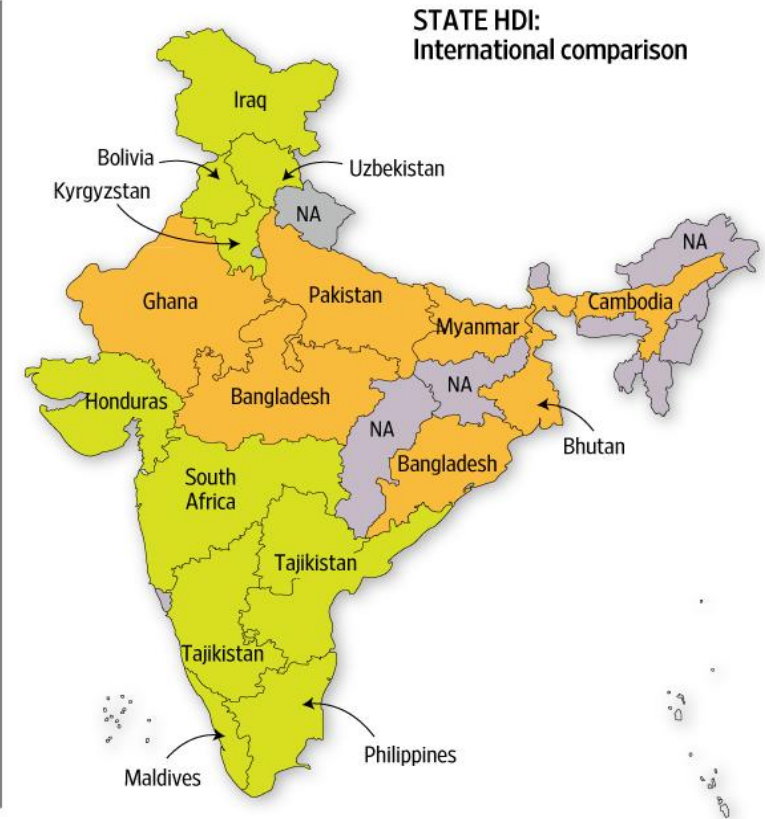 STATE HDI:
International comparison
Iraq
Bolivia
Uzbekistan
Kyrgyzstan
NA
NA
Ghana
Pakistan
Cambodia
Myanmar
Honduras
Bangladesh
NA
NA
Bhutan
Bangladesh
South
Africa
Tajikistan
Tajikistan
Philippines
Maldives